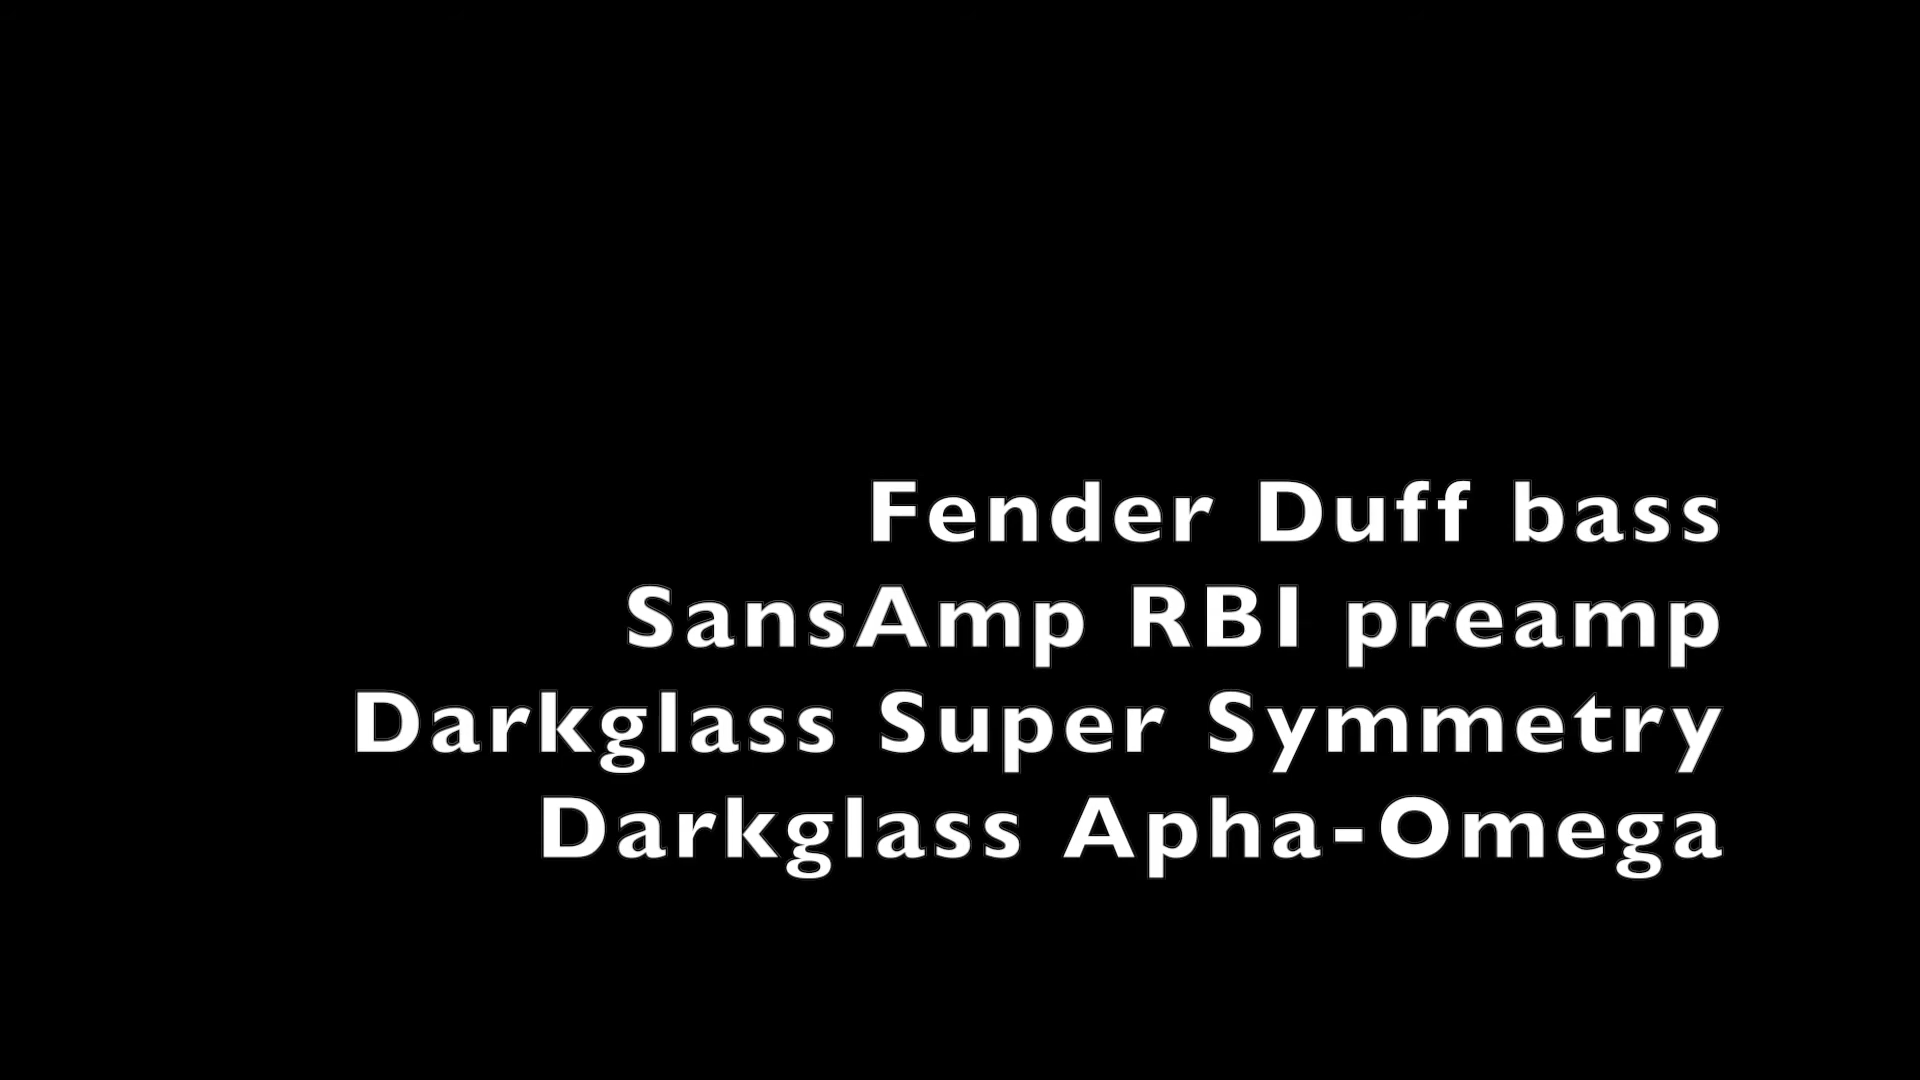 Fender Duff bass
SansAmp RBI preamp
Darkglass Super Symmetry
Darkglass Apha-Omega